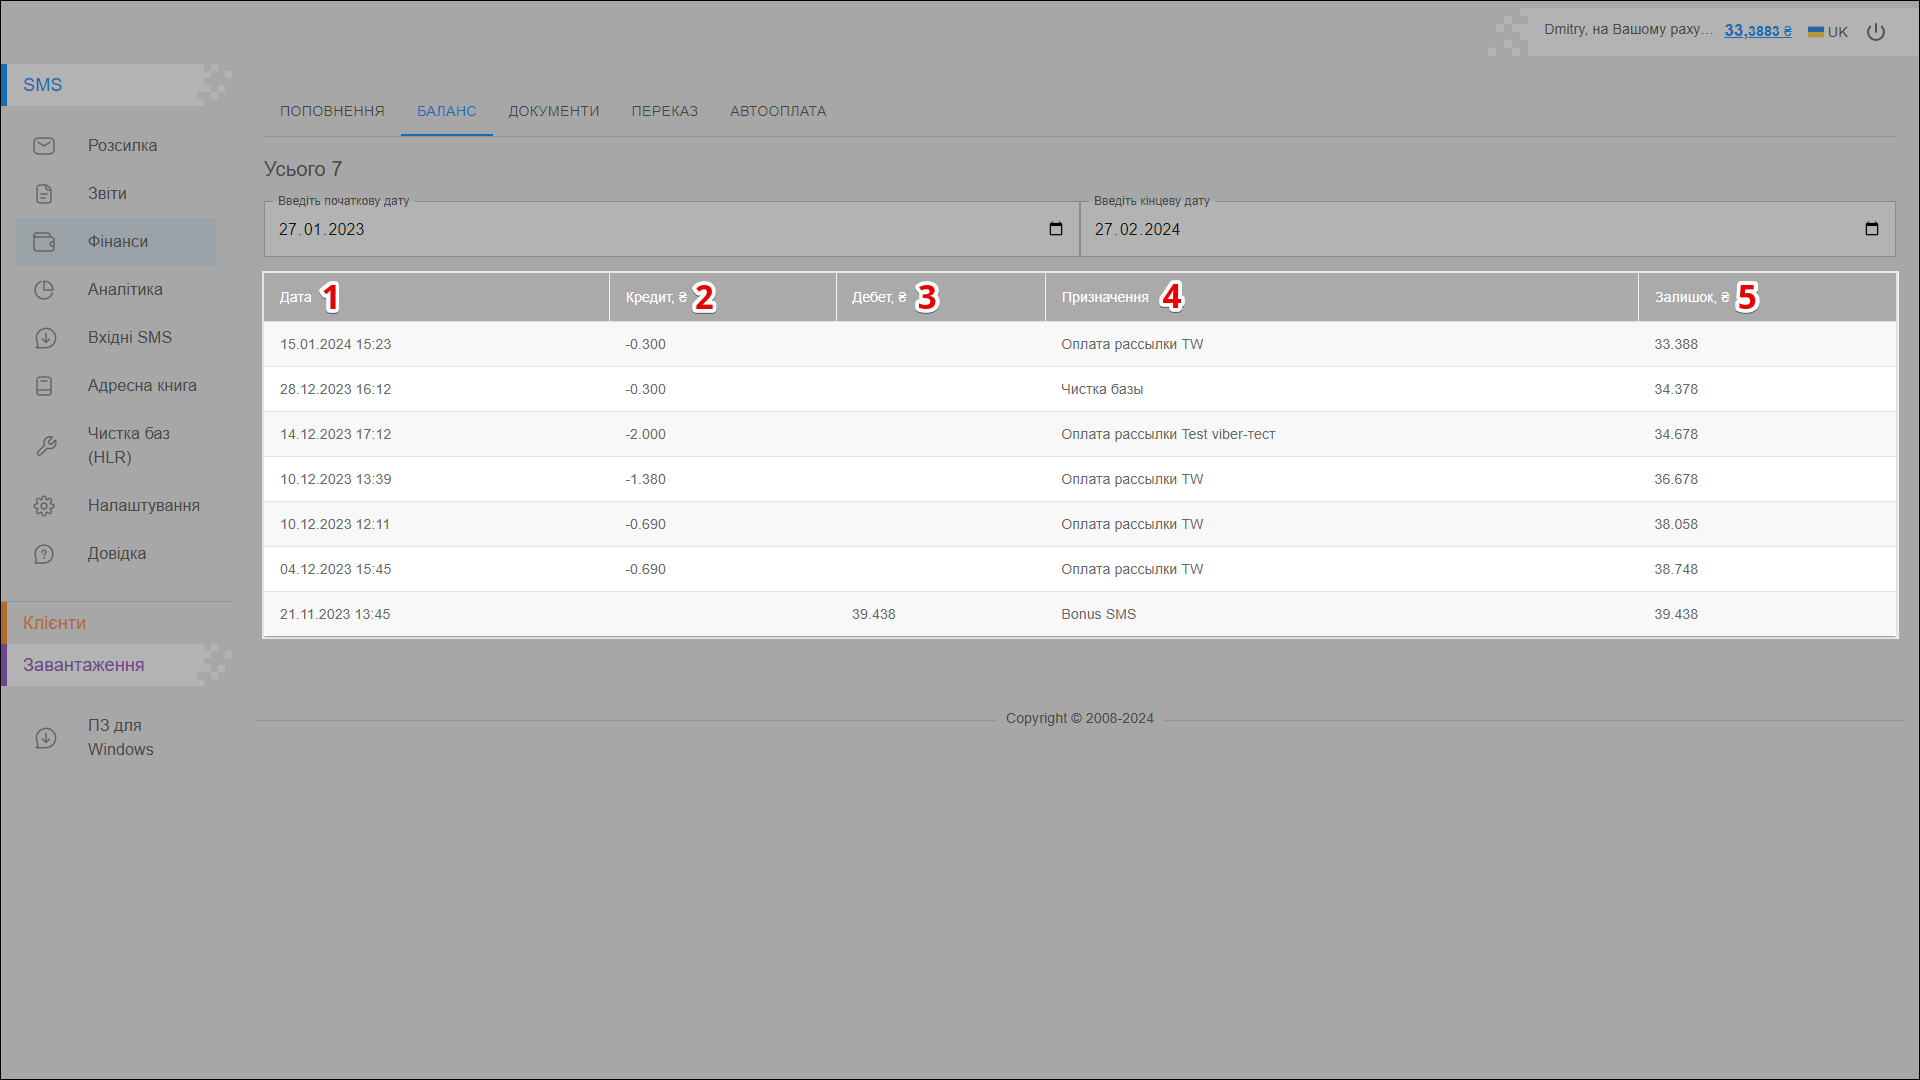 Dmitry, на Вашому раху... 33,3883 ₴ UK
SMS
Розсилка
Звіти
Фінанси
Аналітика
Вхідні SMS
Адресна книга
Чистка баз
(HLR)
Налаштування
Довідка
Клієнти
Завантаження
ПЗ для
Windows
ПОПОВНЕННЯ БАЛАНС ДОКУМЕНТИ ПЕРЕКАЗ АВТООПЛАТА
Усього 7
Введіть початкову дату Введіть кінцеву дату
27.01.2023 27.02.2024
Дата 1 Кредит, ₴ 2 Дебет, ₴ 3 Призначення 4 Залишок, ₴ 5
15.01.2024 15:23 -0.300 Оплата рассылки TW 33.388
28.12.2023 16:12 -0.300 Чистка базы 34.378
14.12.2023 17:12 -2.000 Оплата рассылки Test viber-тест 34.678
10.12.2023 13:39 -1.380 Оплата рассылки TW 36.678
10.12.2023 12:11 -0.690 Оплата рассылки TW 38.058
04.12.2023 15:45 -0.690 Оплата рассылки TW 38.748
21.11.2023 13:45 39.438 Bonus SMS 39.438
Copyright © 2008-2024